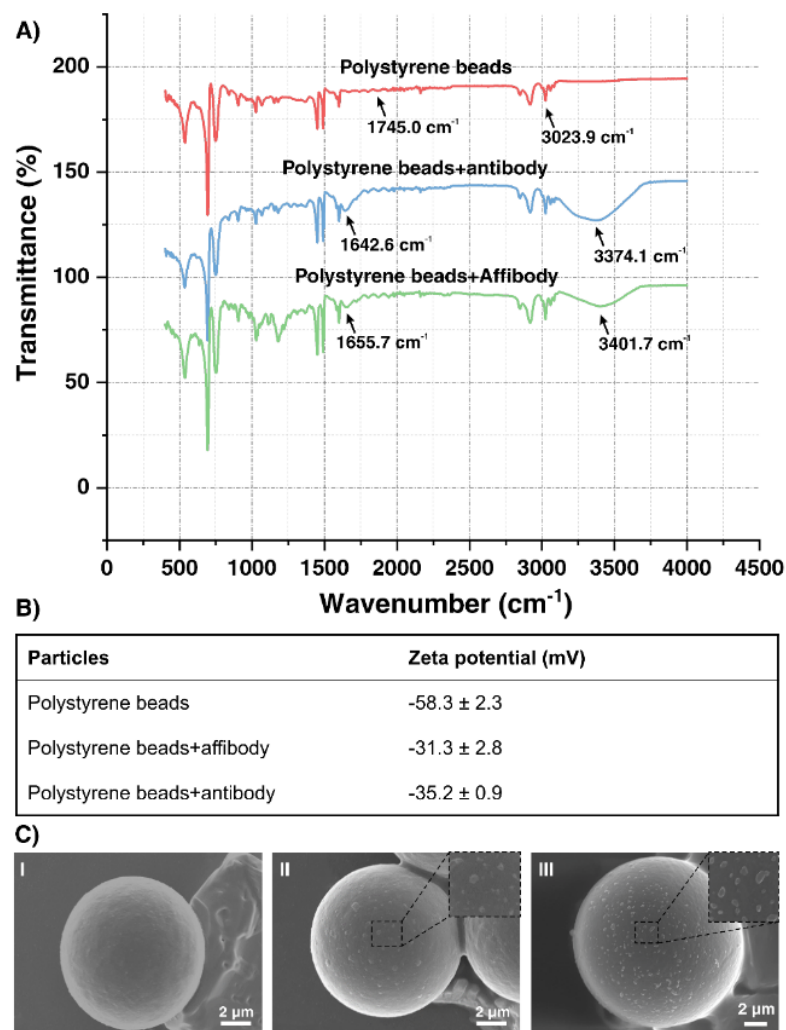 A)
Transmittance (%)
200
150
100
50
0
Polystyrene beads
1745.0 cm⁻¹
3023.9 cm⁻¹
Polystyrene beads+antibody
1642.6 cm⁻¹
3374.1 cm⁻¹
Polystyrene beads+Affibody
1655.7 cm⁻¹
3401.7 cm⁻¹
0 500 1000 1500 2000 2500 3000 3500 4000 4500
Wavenumber (cm⁻¹)
B)
Particles Zeta potential (mV)
Polystyrene beads -58.3 ± 2.3
Polystyrene beads+affibody -31.3 ± 2.8
Polystyrene beads+antibody -35.2 ± 0.9
C)
I II III
2 μm 2 μm 2 μm